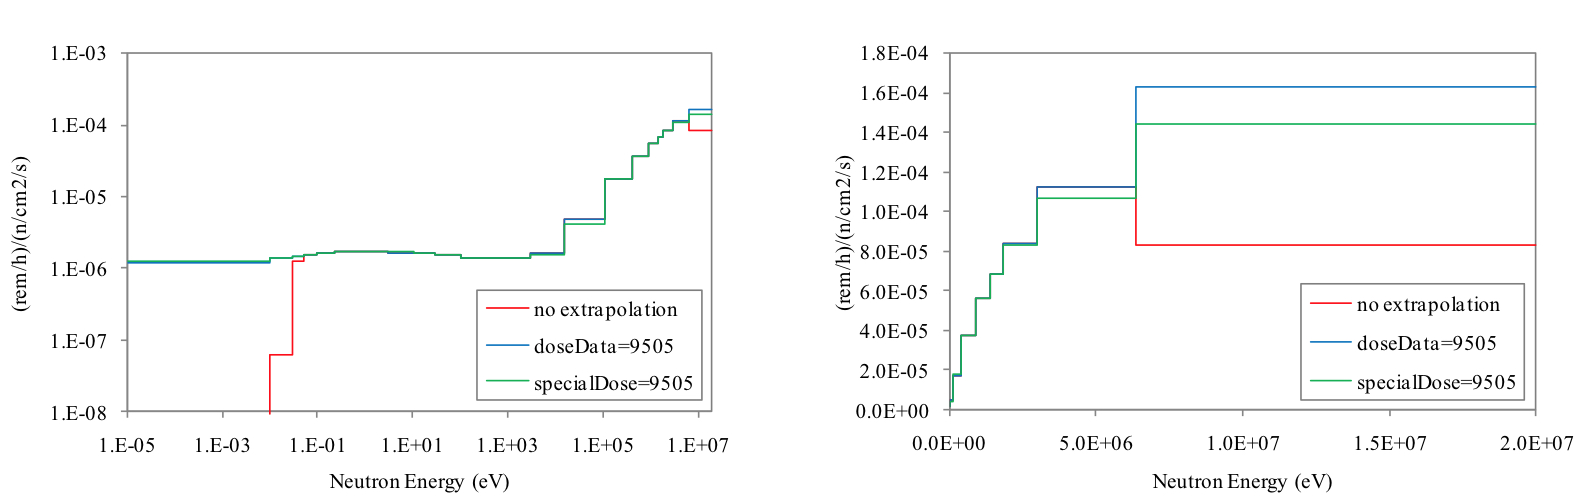 1.E-03
1.E-04
1.E-05
1.E-06
1.E-07
1.E-08
(rem/h)/(n/cm2/s)
1.E-05 1.E-03 1.E-01 1.E+01 1.E+03 1.E+05 1.E+07
Neutron Energy (eV)
no extrapolation
doseData=9505
specialDose=9505
1.8E-04
1.6E-04
1.4E-04
1.2E-04
1.0E-04
8.0E-05
6.0E-05
4.0E-05
2.0E-05
0.0E+00
(rem/h)/(n/cm2/s)
0.0E+00 5.0E+06 1.0E+07 1.5E+07 2.0E+07
Neutron Energy (eV)
no extrapolation
doseData=9505
specialDose=9505